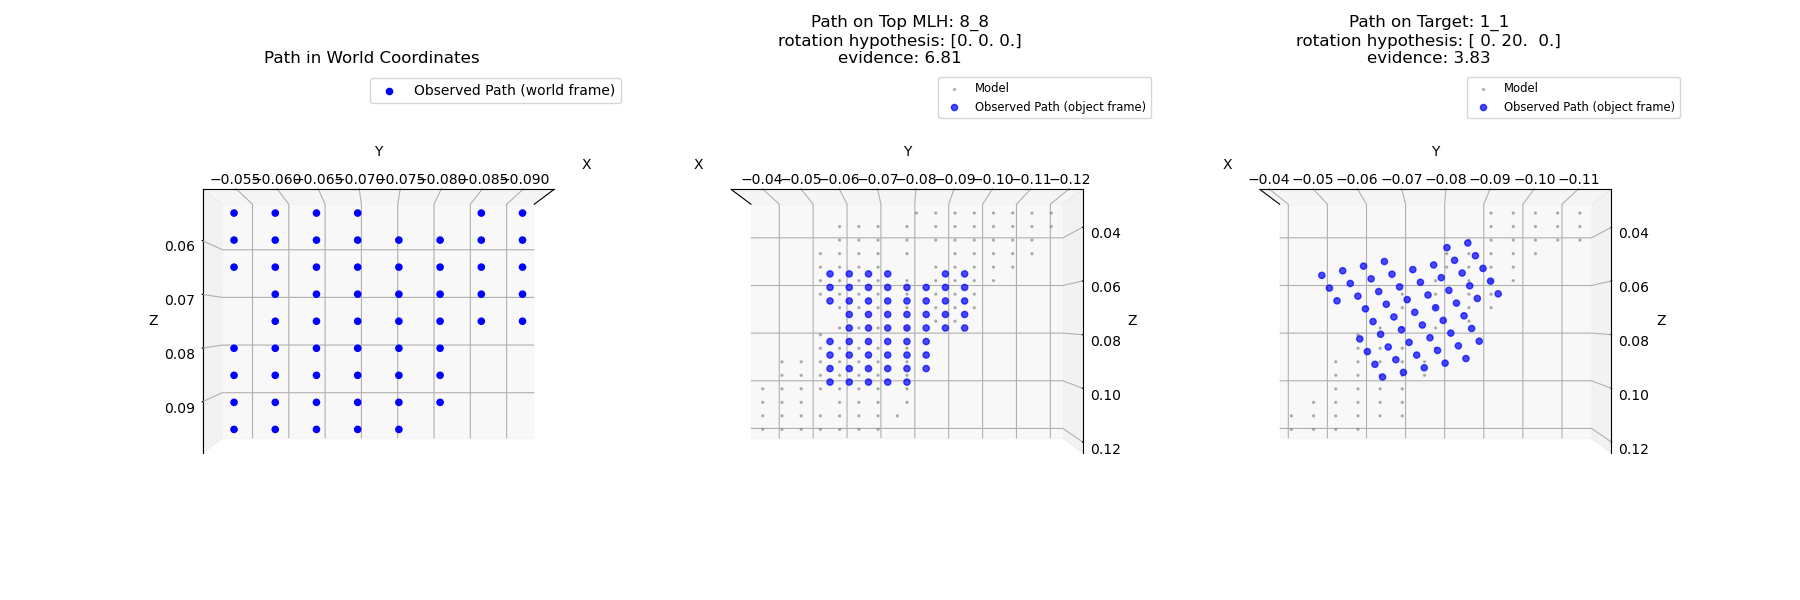 Path in World Coordinates
Observed Path (world frame)
Y
X
−0.055 −0.060 −0.065 −0.070 −0.075 −0.080 −0.085 −0.090
0.06
0.07
Z
0.08
0.09
Path on Top MLH: 8_8
rotation hypothesis: [0. 0. 0.]
evidence: 6.81
Model
Observed Path (object frame)
Y
X
−0.04 −0.05 −0.06 −0.07 −0.08 −0.09 −0.10 −0.11 −0.12
0.04
0.06
Z
0.08
0.10
0.12
Path on Target: 1_1
rotation hypothesis: [ 0. 20.  0.]
evidence: 3.83
Model
Observed Path (object frame)
Y
X
−0.04 −0.05 −0.06 −0.07 −0.08 −0.09 −0.10 −0.11
0.04
0.06
Z
0.08
0.10
0.12